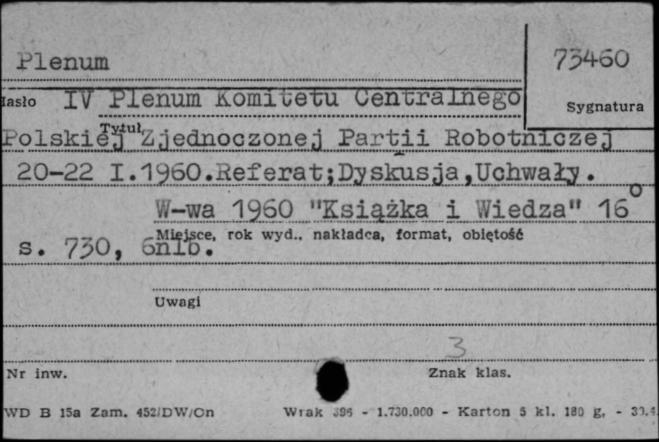 Plenum
73460
Hasło
IV Plenum Komitetu Centralnego
Sygnatura
Tytuł
Polskiej Zjednoczonej Partii Robotniczej
20-22 I.1960.Referat;Dyskusja,Uchwały.
W-wa 1960 "Książka i Wiedza" 16°
Miejsce, rok wyd., nakładca, format, objętość
s. 730, 6nlb.
Uwagi
3
Nr inw.
Znak klas.
WD B 15a Zam. 452/DW/Cn Wrak 396 - 1.730.000 - Karton 5 kl. 180 g. -